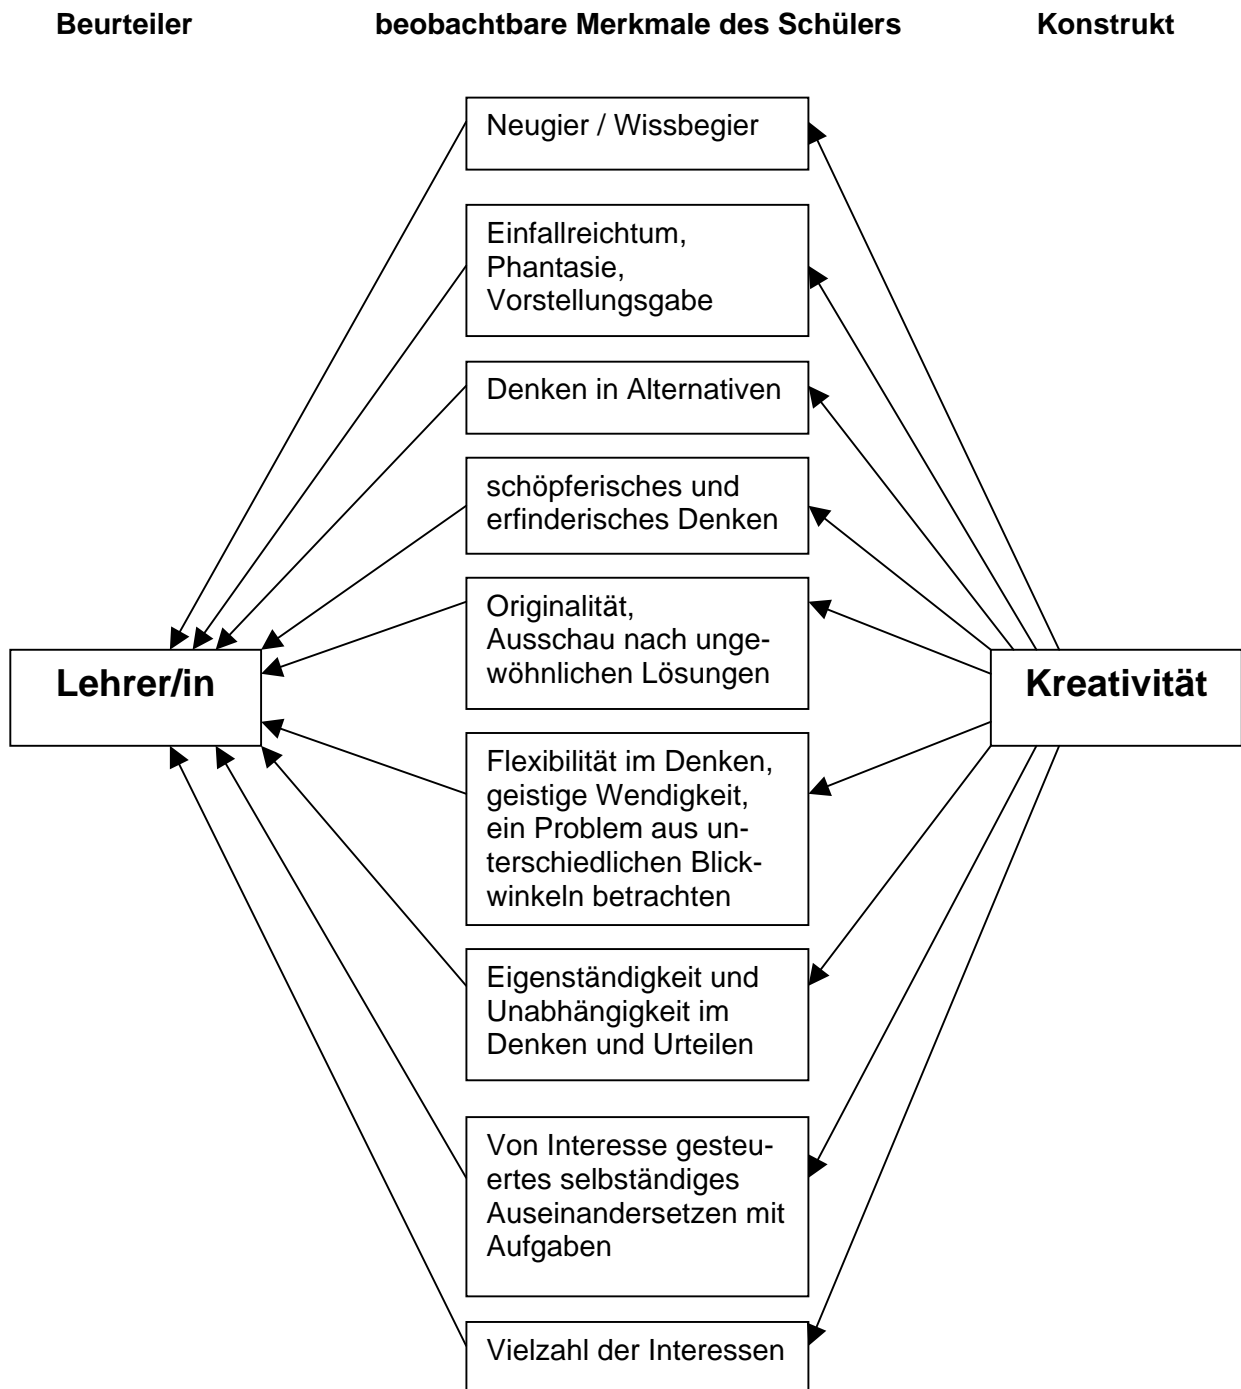 Beurteiler beobachtbare Merkmale des Schülers Konstrukt
Neugier / Wissbegier
Einfallreichtum,
Phantasie,
Vorstellungsgabe
Denken in Alternativen
schöpferisches und
erfinderisches Denken
Originalität,
Ausschau nach unge-
wöhnlichen Lösungen
Lehrer/in
Kreativität
Flexibilität im Denken,
geistige Wendigkeit,
ein Problem aus un-
terschiedlichen Blick-
winkeln betrachten
Eigenständigkeit und
Unabhängigkeit im
Denken und Urteilen
Von Interesse gesteu-
ertes selbständiges
Auseinandersetzen mit
Aufgaben
Vielzahl der Interessen